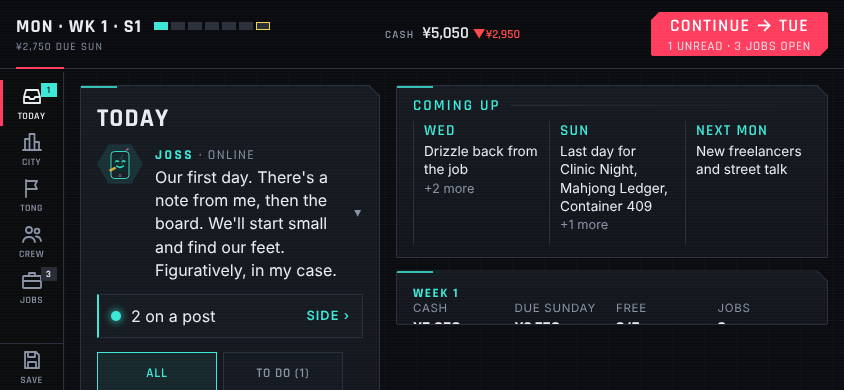 MON · WK 1 · S1
¥2,750 DUE SUN
CASH ¥5,050 ▼¥2,950
CONTINUE → TUE
1 UNREAD · 3 JOBS OPEN
1
TODAY
CITY
TONG
CREW
3
JOBS
SAVE
TODAY
JOSS · ONLINE
Our first day. There's a
note from me, then the
board. We'll start small
and find our feet.
Figuratively, in my case.
▼
2 on a post SIDE ›
ALL TO DO (1)
COMING UP
WED
Drizzle back from
the job
+2 more
SUN
Last day for
Clinic Night,
Mahjong Ledger,
Container 409
+1 more
NEXT MON
New freelancers
and street talk
WEEK 1
CASH DUE SUNDAY FREE JOBS